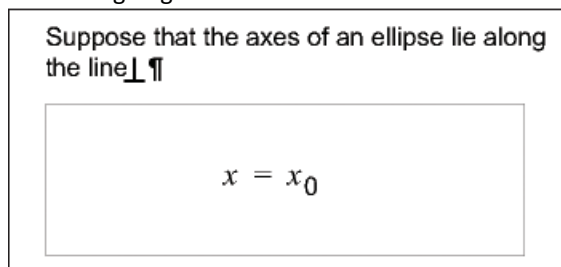 Suppose that the axes of an ellipse lie along
the line ¶
x = x₀